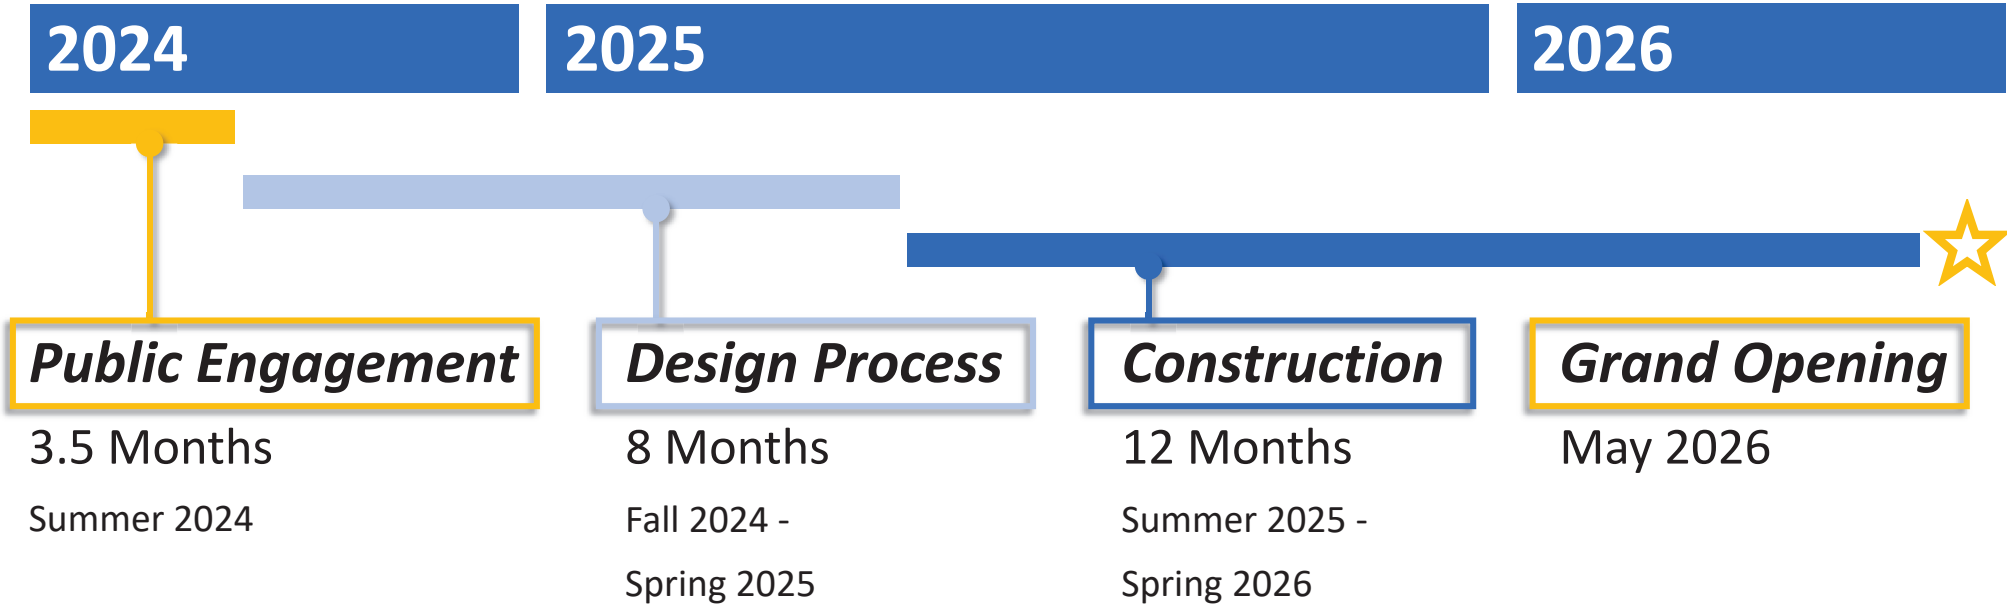 2024
2025
2026
Public Engagement
3.5 Months
Summer 2024
Design Process
8 Months
Fall 2024 -
Spring 2025
Construction
12 Months
Summer 2025 -
Spring 2026
Grand Opening
May 2026